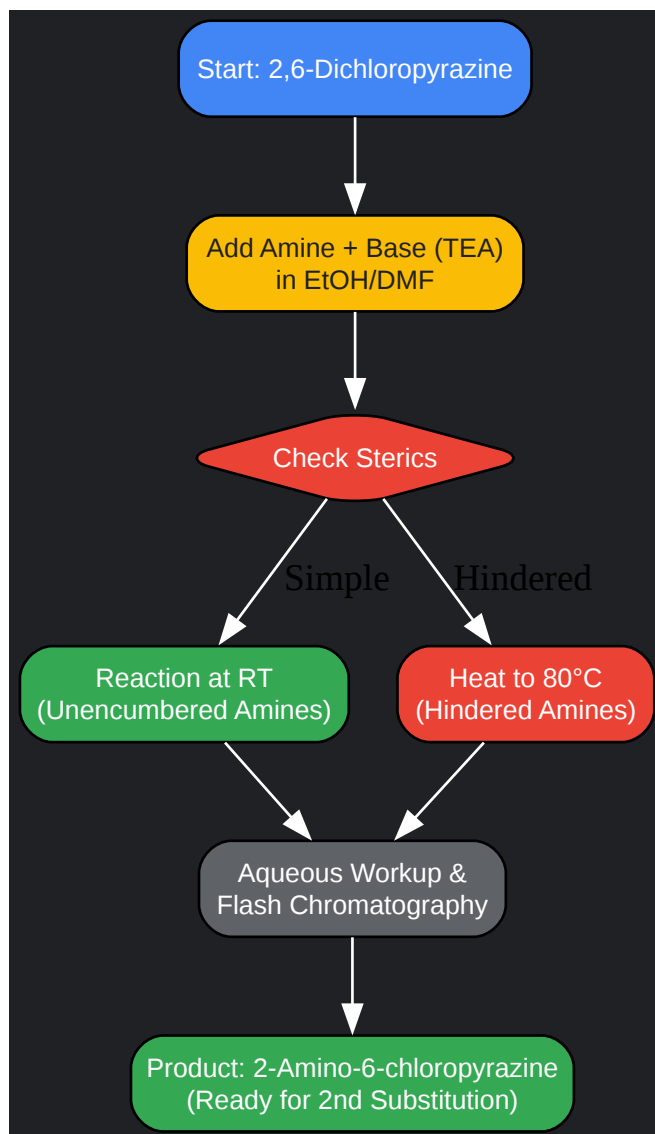 Start: 2,6-Dichloropyrazine
Add Amine + Base (TEA)
in EtOH/DMF
Check Sterics
Simple
Hindered
Reaction at RT
(Unencumbered Amines)
Heat to 80°C
(Hindered Amines)
Aqueous Workup &
Flash Chromatography
Product: 2-Amino-6-chloropyrazine
(Ready for 2nd Substitution)